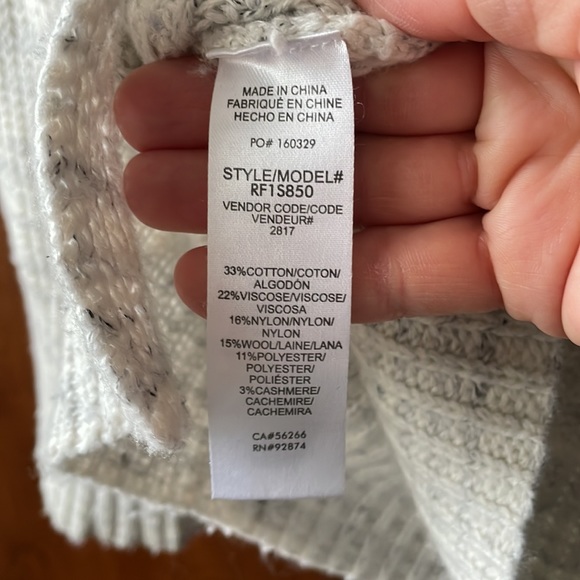 MADE IN CHINA
FABRIQUÉ EN CHINE
HECHO EN CHINA
PO# 160329
STYLE/MODEL#
RF1S850
VENDOR CODE/CODE
VENDEUR#
2817
33%COTTON/COTON/
ALGODÓN
22%VISCOSE/VISCOSE/
VISCOSA
16%NYLON/NYLON/
NYLON
15%WOOL/LAINE/LANA
11%POLYESTER/
POLYESTER/
POLIÉSTER
3%CASHMERE/
CACHEMIRE/
CACHEMIRA
CA#56266
RN#92874